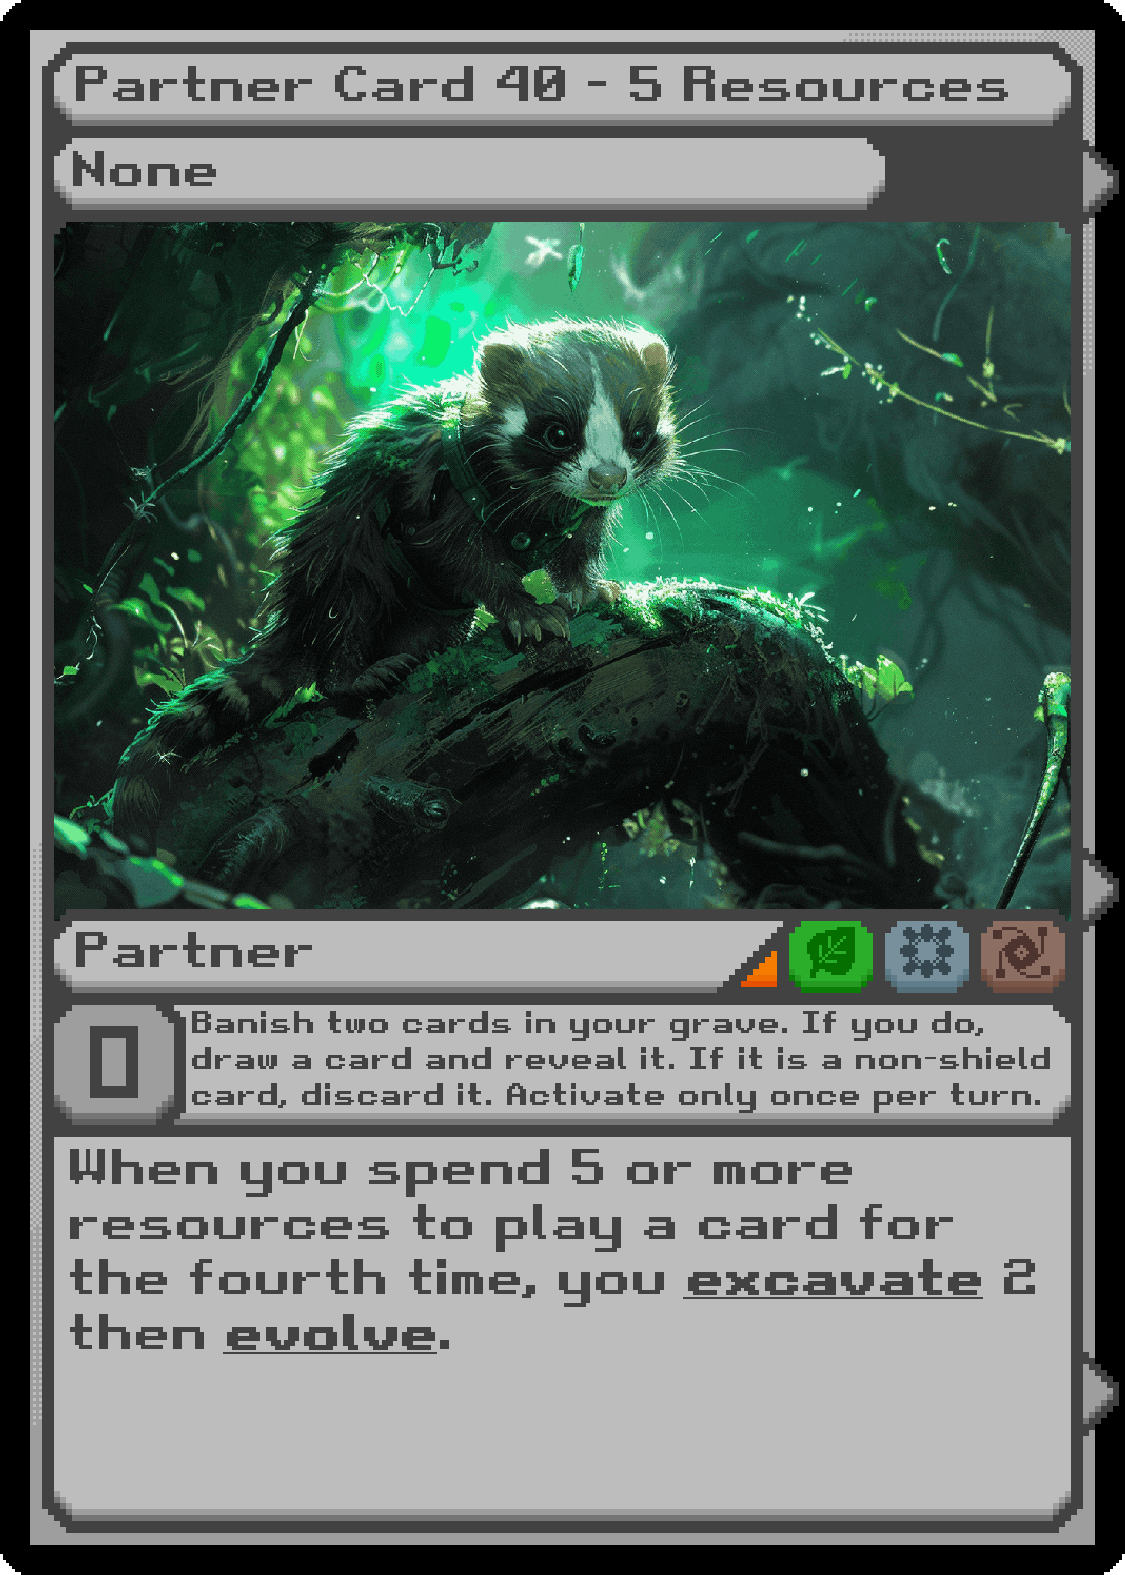 Partner Card 40 - 5 Resources
None
Partner
0
Banish two cards in your grave. If you do,
draw a card and reveal it. If it is a non-shield
card, discard it. Activate only once per turn.
When you spend 5 or more
resources to play a card for
the fourth time, you excavate 2
then evolve.